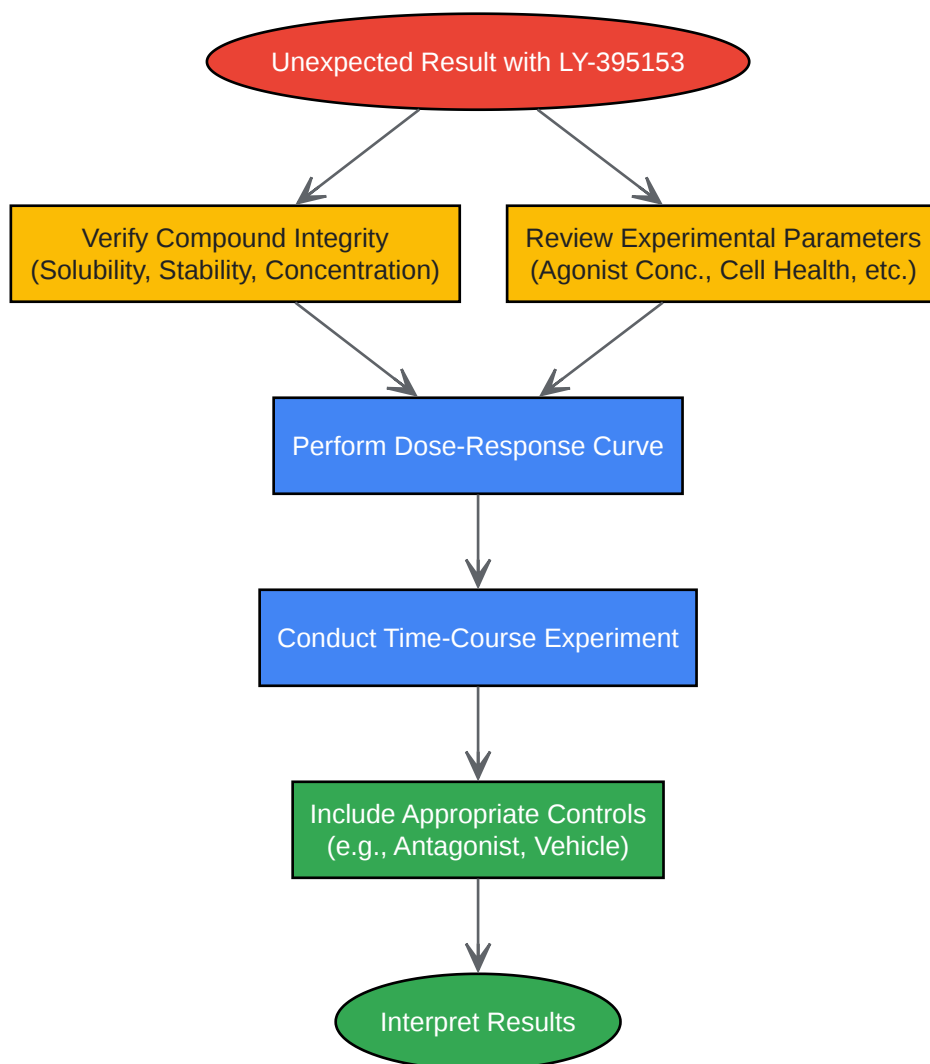 Unexpected Result with LY-395153
Verify Compound Integrity
(Solubility, Stability, Concentration)
Review Experimental Parameters
(Agonist Conc., Cell Health, etc.)
Perform Dose-Response Curve
Conduct Time-Course Experiment
Include Appropriate Controls
(e.g., Antagonist, Vehicle)
Interpret Results